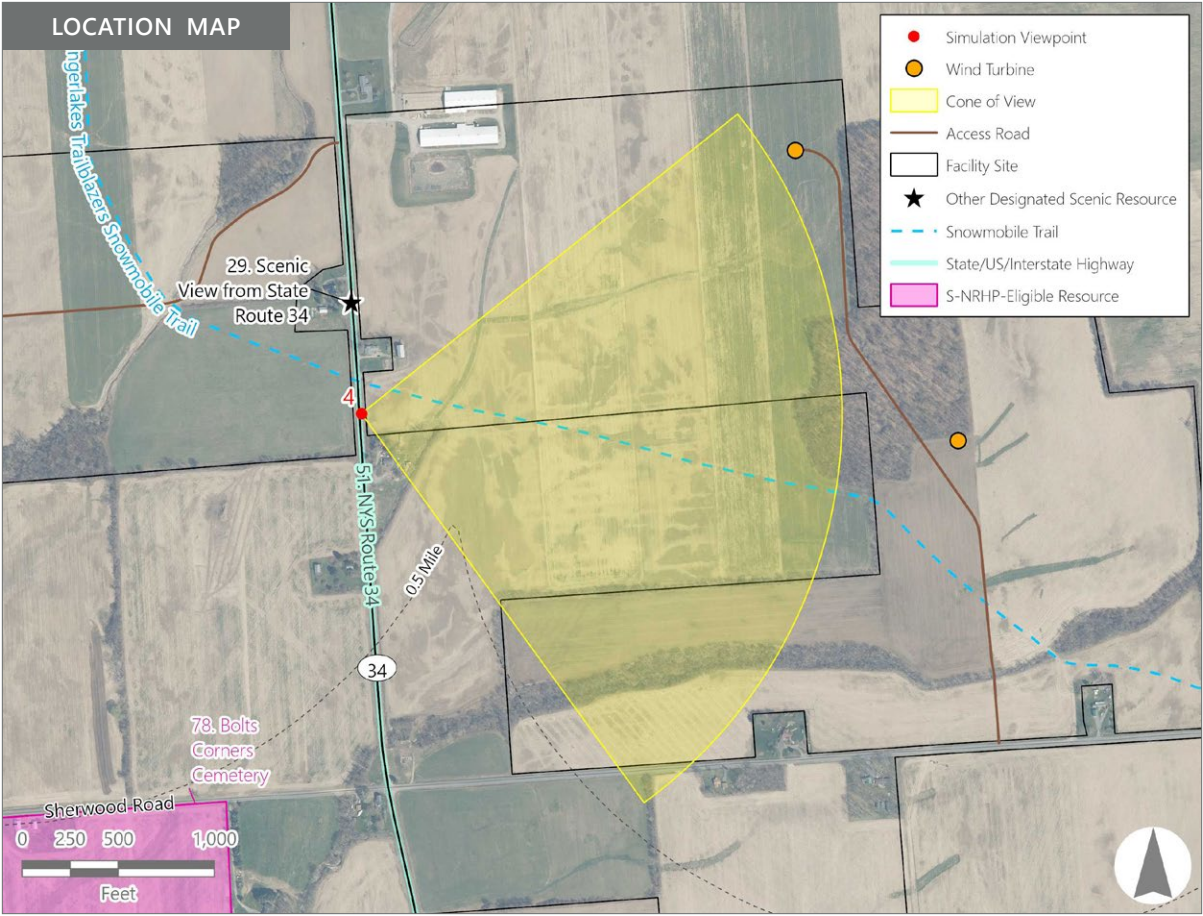 LOCATION MAP
Simulation Viewpoint
Wind Turbine
Cone of View
Access Road
Facility Site
Other Designated Scenic Resource
Snowmobile Trail
State/US/Interstate Highway
S-NRHP-Eligible Resource
ngerlakes Trailblazers Snowmobile Trail
29. Scenic
View from State
Route 34
4
51. NYS Route 34
0.5 Mile
34
78. Bolts
Corners
Cemetery
Sherwood Road
0 250 500 1,000
Feet